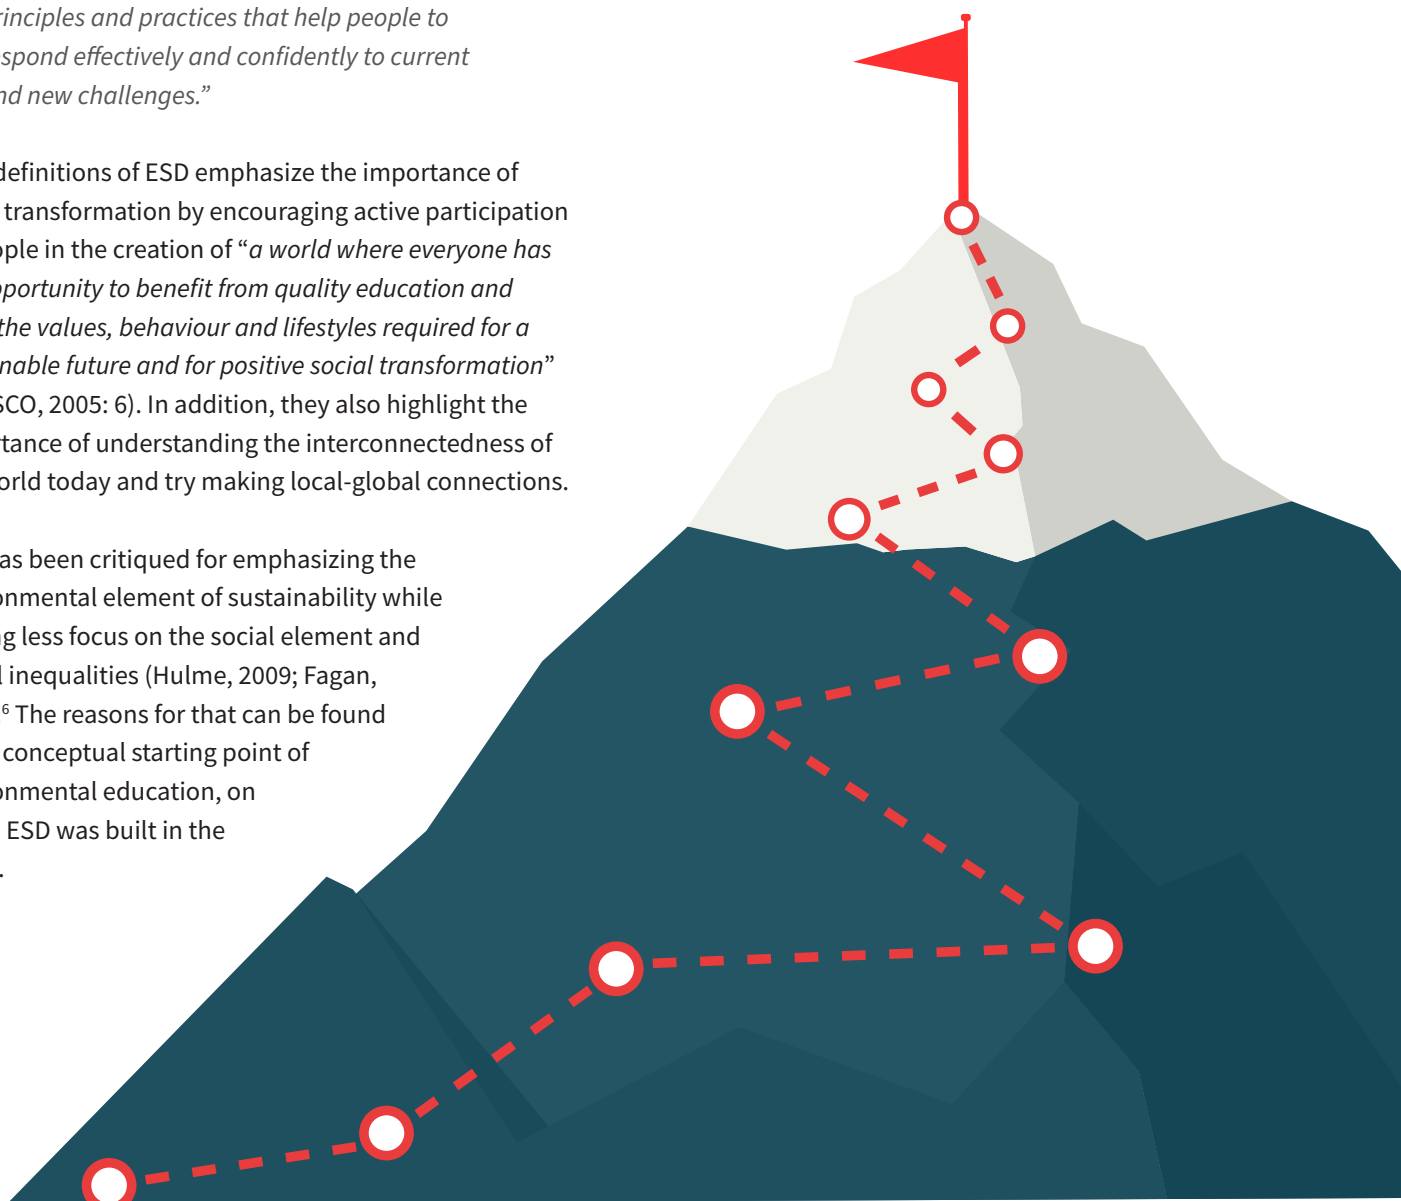 rinciples and practices that help people to
spond effectively and confidently to current
nd new challenges.”
definitions of ESD emphasize the importance of
transformation by encouraging active participation
ople in the creation of “a world where everyone has
pportunity to benefit from quality education and
the values, behaviour and lifestyles required for a
nable future and for positive social transformation”
SCO, 2005: 6). In addition, they also highlight the
rtance of understanding the interconnectedness of
orld today and try making local-global connections.
as been critiqued for emphasizing the
onmental element of sustainability while
ng less focus on the social element and
l inequalities (Hulme, 2009; Fagan,
⁶ The reasons for that can be found
conceptual starting point of
onmental education, on
ESD was built in the
.